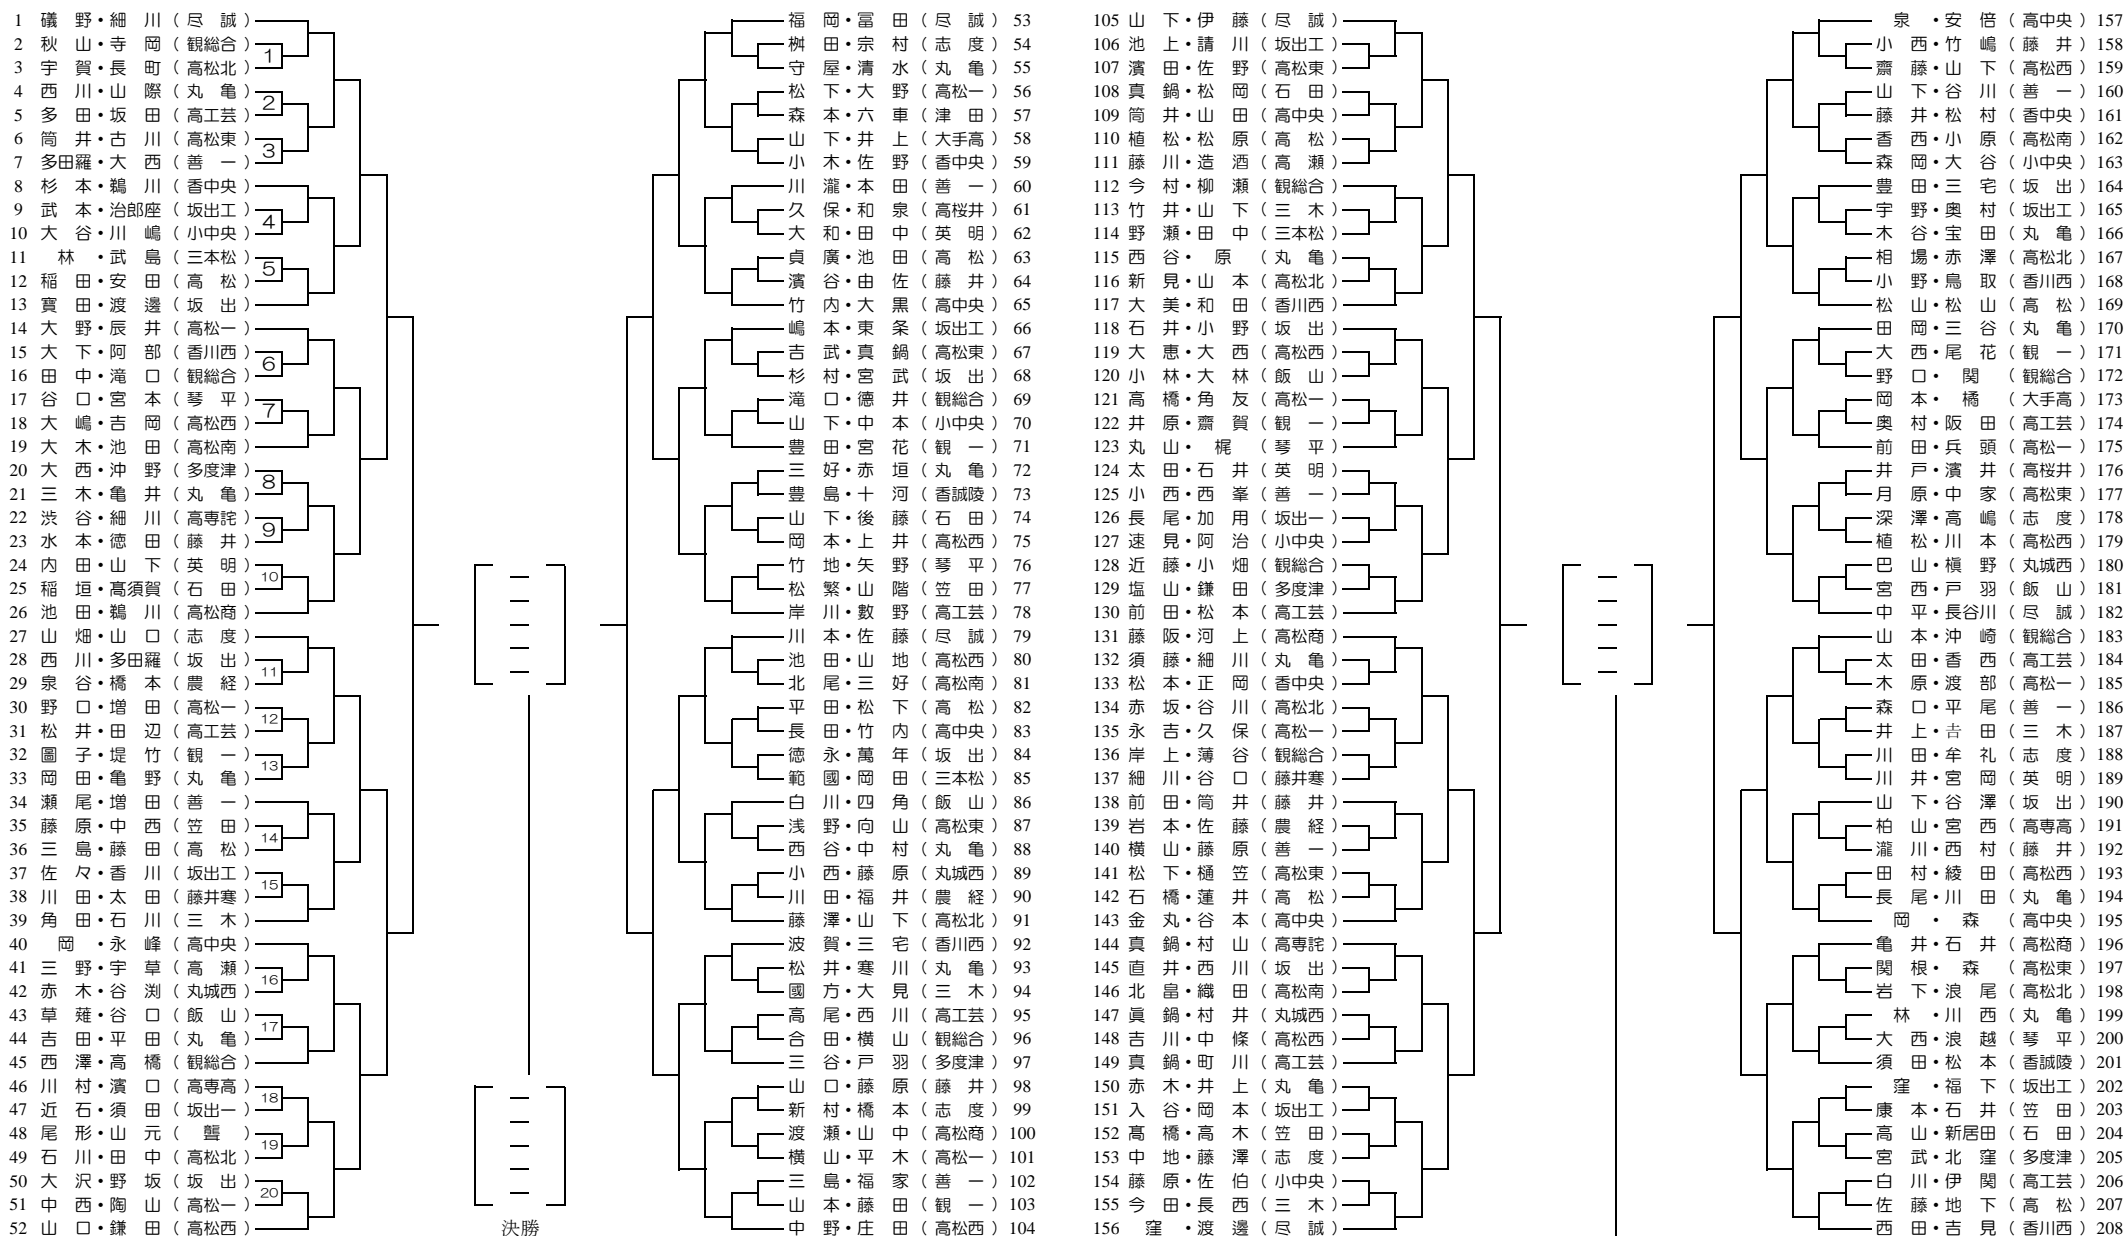 1 礒野・細川（尽誠）
2 秋山・寺岡（観総合）
3 宇賀・長町（高松北）
4 西川・山際（丸亀）
5 多田・坂田（高工芸）
6 筒井・古川（高松東）
7 多田羅・大西（善一）
8 杉本・鵜川（香中央）
9 武本・治郎座（坂出工）
10 大谷・川嶋（小中央）
11 林・武島（三本松）
12 稲田・安田（高松）
13 寳田・渡邊（坂出）
14 大野・辰井（高松一）
15 大下・阿部（香川西）
16 田中・滝口（観総合）
17 谷口・宮本（琴平）
18 大嶋・吉岡（高松西）
19 大木・池田（高松南）
20 大西・沖野（多度津）
21 三木・亀井（丸亀）
22 渋谷・細川（高専詫）
23 水本・徳田（藤井）
24 内田・山下（英明）
25 稲垣・髙須賀（石田）
26 池田・鵜川（高松商）
27 山畑・山口（志度）
28 西川・多田羅（坂出）
29 泉谷・橋本（農経）
30 野口・増田（高松一）
31 松井・田辺（高工芸）
32 圖子・堤竹（観一）
33 岡田・亀野（丸亀）
34 瀬尾・増田（善一）
35 藤原・中西（笠田）
36 三島・藤田（高松）
37 佐々・香川（坂出工）
38 川田・太田（藤井寒）
39 角田・石川（三木）
40 岡・永峰（高中央）
41 三野・宇草（高瀬）
42 赤木・谷渕（丸城西）
43 草薙・谷口（飯山）
44 吉田・平田（丸亀）
45 西澤・高橋（観総合）
46 川村・濱口（高専高）
47 近石・須田（坂出一）
48 尾形・山元（聾）
49 石川・田中（高松北）
50 大沢・野坂（坂出）
51 中西・陶山（高松一）
52 山口・鎌田（高松西）
1
2
3
4
5
6
7
8
9
10
11
12
13
14
15
16
17
18
19
20
決勝
福岡・冨田（尽誠）53
桝田・宗村（志度）54
守屋・清水（丸亀）55
松下・大野（高松一）56
森本・六車（津田）57
山下・井上（大手高）58
小木・佐野（香中央）59
川瀧・本田（善一）60
久保・和泉（高桜井）61
大和・田中（英明）62
貞廣・池田（高松）63
濱谷・由佐（藤井）64
竹内・大黒（高中央）65
嶋本・東条（坂出工）66
吉武・真鍋（高松東）67
杉村・宮武（坂出）68
滝口・德井（観総合）69
山下・中本（小中央）70
豊田・宮花（観一）71
三好・赤垣（丸亀）72
豊島・十河（香誠陵）73
山下・後藤（石田）74
岡本・上井（高松西）75
竹地・矢野（琴平）76
松繁・山階（笠田）77
岸川・數野（高工芸）78
川本・佐藤（尽誠）79
池田・山地（高松西）80
北尾・三好（高松南）81
平田・松下（高松）82
長田・竹内（高中央）83
徳永・萬年（坂出）84
範國・岡田（三本松）85
白川・四角（飯山）86
浅野・向山（高松東）87
西谷・中村（丸亀）88
小西・藤原（丸城西）89
川田・福井（農経）90
藤澤・山下（高松北）91
波賀・三宅（香川西）92
松井・寒川（丸亀）93
國方・大見（三木）94
高尾・西川（高工芸）95
合田・横山（観総合）96
三谷・戸羽（多度津）97
山口・藤原（藤井）98
新村・橋本（志度）99
渡瀬・山中（高松商）100
横山・平木（高松一）101
三島・福家（善一）102
山本・藤田（観一）103
中野・庄田（高松西）104
105 山下・伊藤（尽誠）
106 池上・請川（坂出工）
107 濱田・佐野（高松東）
108 真鍋・松岡（石田）
109 筒井・山田（高中央）
110 植松・松原（高松）
111 藤川・造酒（高瀬）
112 今村・柳瀬（観総合）
113 竹井・山下（三木）
114 野瀬・田中（三本松）
115 西谷・原（丸亀）
116 新見・山本（高松北）
117 大美・和田（香川西）
118 石井・小野（坂出）
119 大恵・大西（高松西）
120 小林・大林（飯山）
121 高橋・角友（高松一）
122 井原・齋賀（観一）
123 丸山・梶（琴平）
124 太田・石井（英明）
125 小西・西峯（善一）
126 長尾・加用（坂出一）
127 速見・阿治（小中央）
128 近藤・小畑（観総合）
129 塩山・鎌田（多度津）
130 前田・松本（高工芸）
131 藤阪・河上（高松商）
132 須藤・細川（丸亀）
133 松本・正岡（香中央）
134 赤坂・谷川（高松北）
135 永吉・久保（高松一）
136 岸上・薄谷（観総合）
137 細川・谷口（藤井寒）
138 前田・筒井（藤井）
139 岩本・佐藤（農経）
140 横山・藤原（善一）
141 松下・樋笠（高松東）
142 石橋・蓮井（高松）
143 金丸・谷本（高中央）
144 真鍋・村山（高専詫）
145 直井・西川（坂出）
146 北畠・織田（高松南）
147 眞鍋・村井（丸城西）
148 吉川・中條（高松西）
149 真鍋・町川（高工芸）
150 赤木・井上（丸亀）
151 入谷・岡本（坂出工）
152 髙橋・高木（笠田）
153 中地・藤澤（志度）
154 藤原・佐伯（小中央）
155 今田・長西（三木）
156 窪・渡邊（尽誠）
泉・安倍（高中央）157
小西・竹嶋（藤井）158
齋藤・山下（高松西）159
山下・谷川（善一）160
藤井・松村（香中央）161
香西・小原（高松南）162
森岡・大谷（小中央）163
豊田・三宅（坂出）164
宇野・奥村（坂出工）165
木谷・宝田（丸亀）166
相場・赤澤（高松北）167
小野・鳥取（香川西）168
松山・松山（高松）169
田岡・三谷（丸亀）170
大西・尾花（観一）171
野口・関（観総合）172
岡本・橘（大手高）173
奥村・阪田（高工芸）174
前田・兵頭（高松一）175
井戸・濱井（高桜井）176
月原・中家（高松東）177
深澤・高嶋（志度）178
植松・川本（高松西）179
巴山・槇野（丸城西）180
宮西・戸羽（飯山）181
中平・長谷川（尽誠）182
山本・沖崎（観総合）183
太田・香西（高工芸）184
木原・渡部（高松一）185
森口・平尾（善一）186
井上・𠮷田（三木）187
川田・牟礼（志度）188
川井・宮岡（英明）189
山下・谷澤（坂出）190
柏山・宮西（高専高）191
瀧川・西村（藤井）192
田村・綾田（高松西）193
長尾・川田（丸亀）194
岡・森（高中央）195
亀井・石井（高松商）196
関根・森（高松東）197
岩下・浪尾（高松北）198
林・川西（丸亀）199
大西・浪越（琴平）200
須田・松本（香誠陵）201
窪・福下（坂出工）202
康本・石井（笠田）203
高山・新居田（石田）204
宮武・北窪（多度津）205
白川・伊関（高工芸）206
佐藤・地下（高松）207
西田・吉見（香川西）208